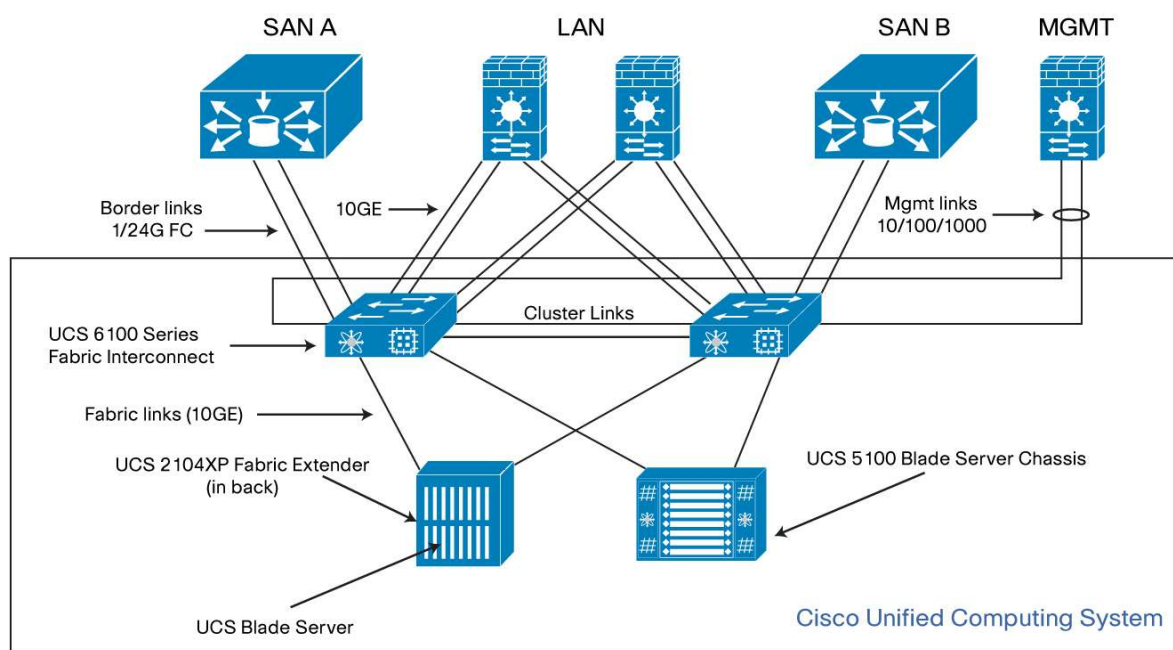 SAN A
LAN
SAN B
MGMT
Border links
1/24G FC
10GE
Mgmt links
10/100/1000
Cluster Links
UCS 6100 Series
Fabric Interconnect
Fabric links (10GE)
UCS 2104XP Fabric Extender
(in back)
UCS 5100 Blade Server Chassis
UCS Blade Server
Cisco Unified Computing System